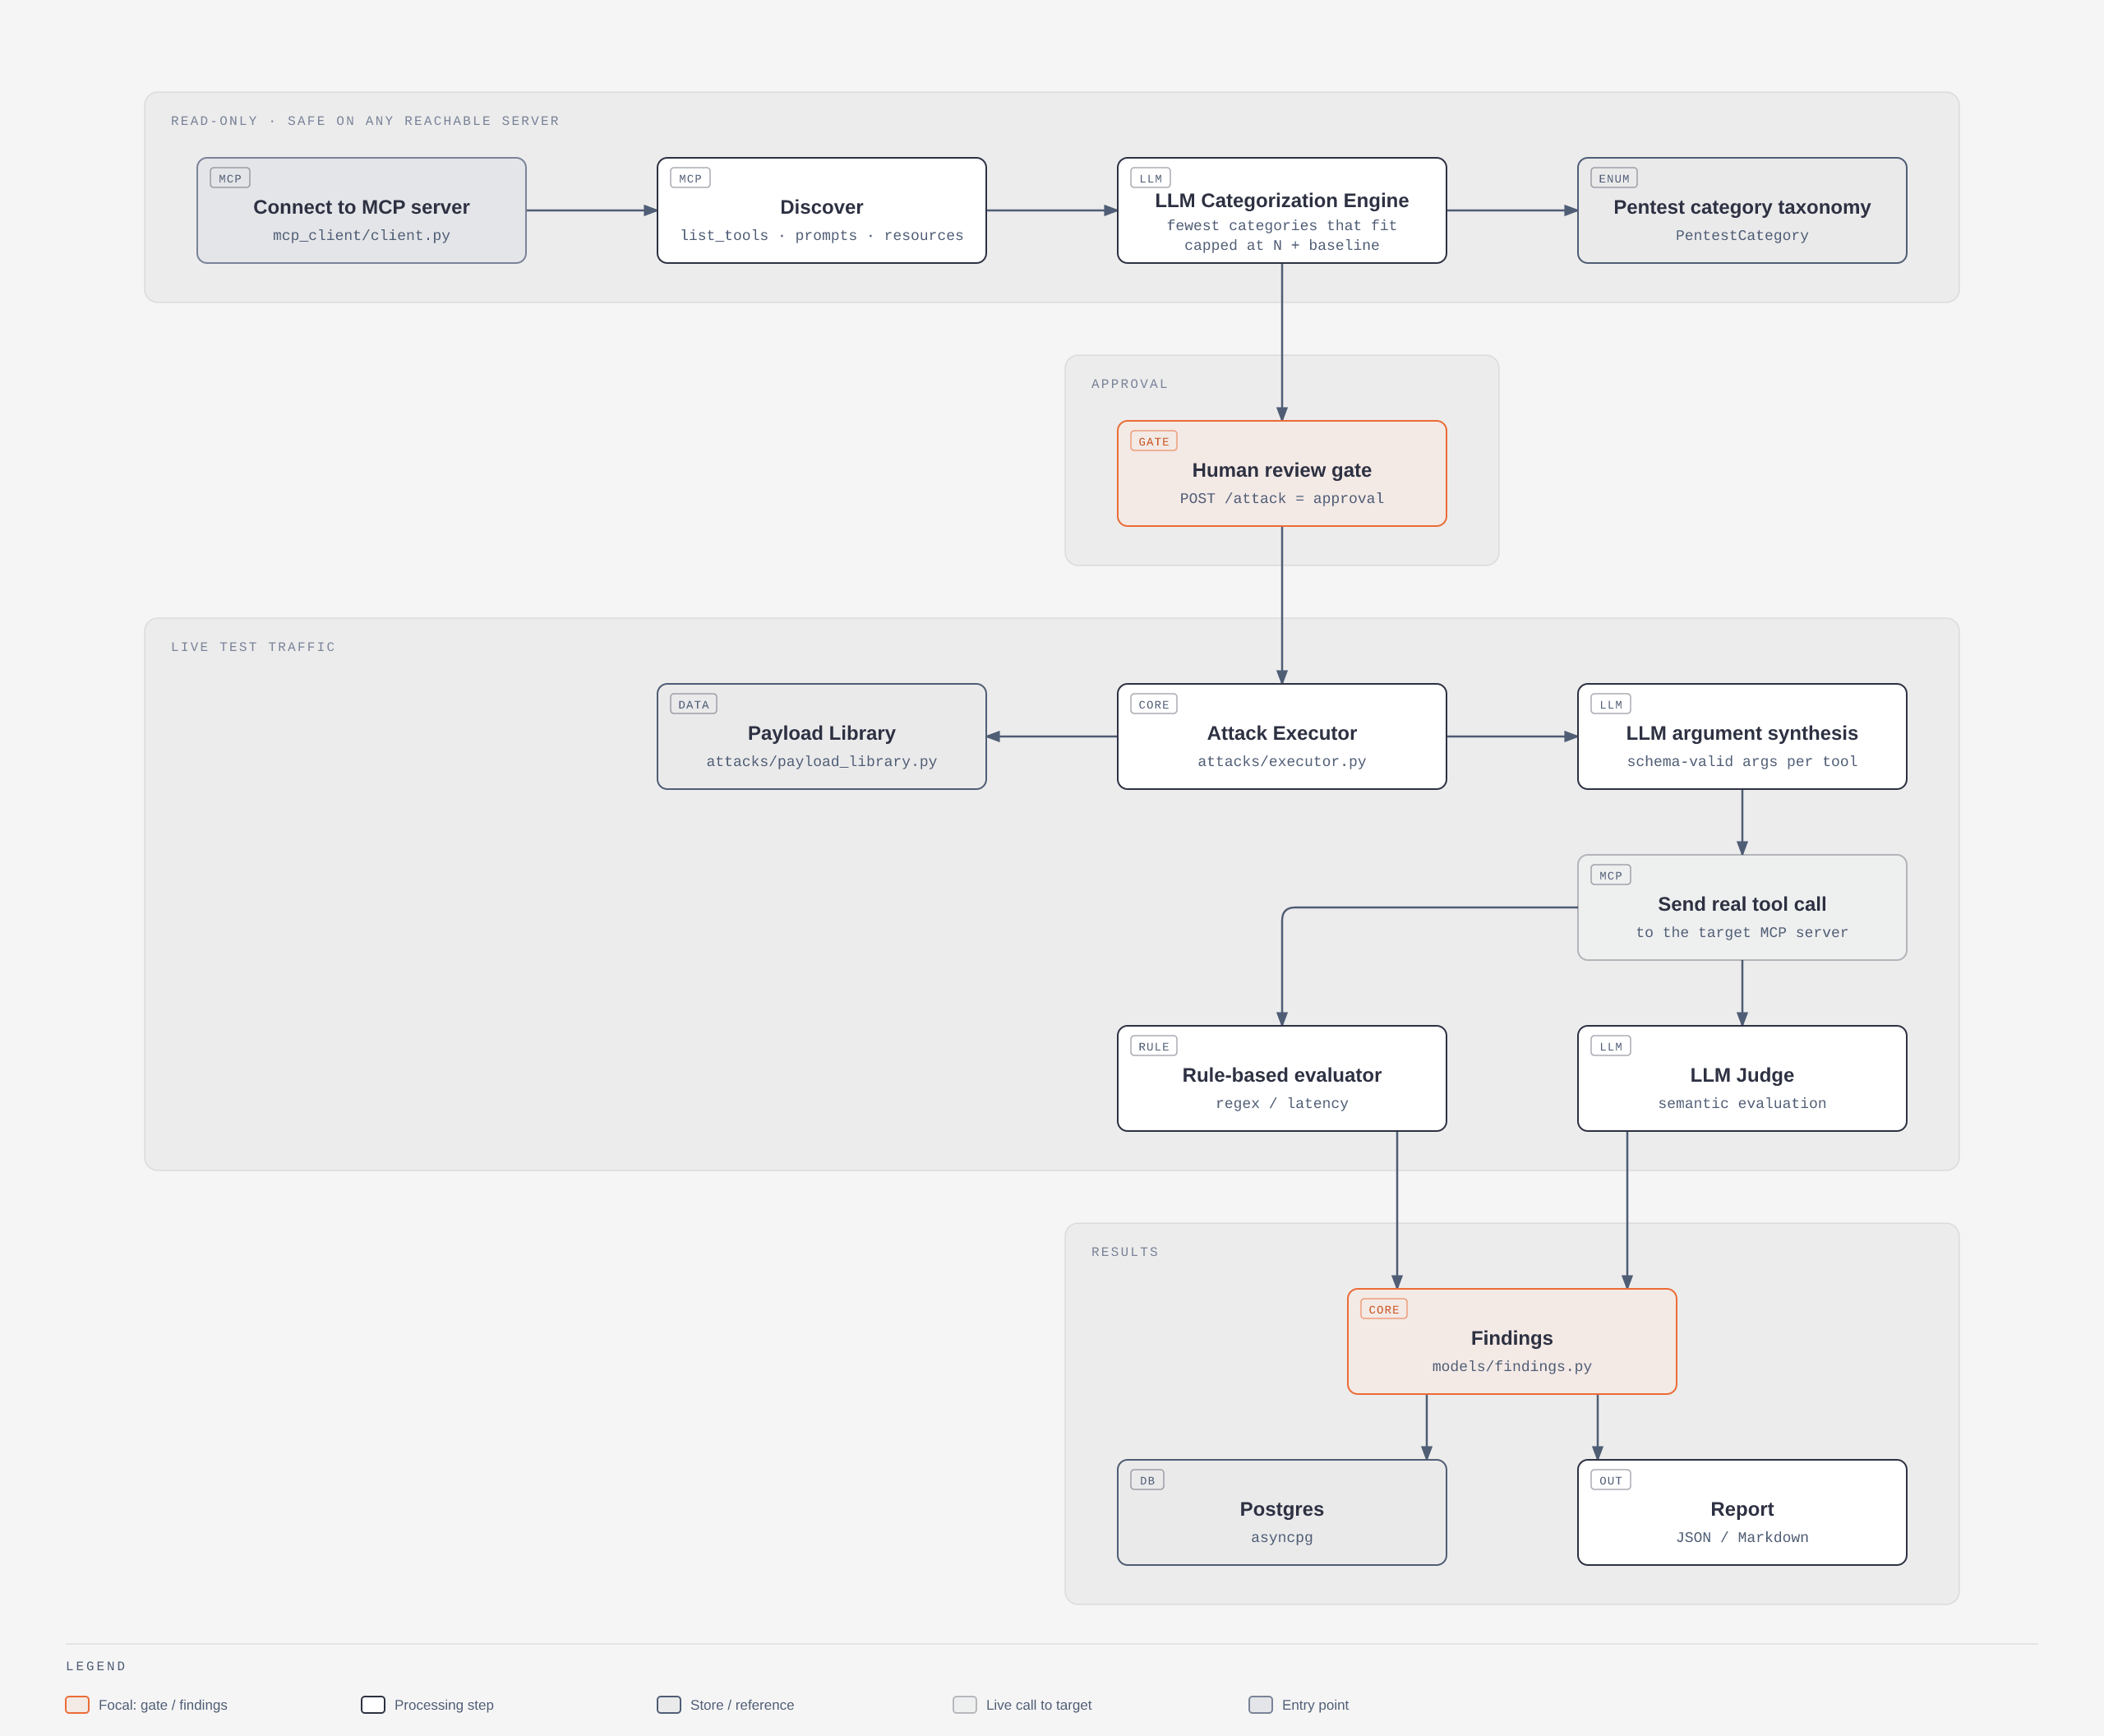 READ-ONLY · SAFE ON ANY REACHABLE SERVER
MCP
Connect to MCP server
mcp_client/client.py
MCP
Discover
list_tools · prompts · resources
LLM
LLM Categorization Engine
fewest categories that fit
capped at N + baseline
ENUM
Pentest category taxonomy
PentestCategory
APPROVAL
GATE
Human review gate
POST /attack = approval
LIVE TEST TRAFFIC
DATA
Payload Library
attacks/payload_library.py
CORE
Attack Executor
attacks/executor.py
LLM
LLM argument synthesis
schema-valid args per tool
MCP
Send real tool call
to the target MCP server
RULE
Rule-based evaluator
regex / latency
LLM
LLM Judge
semantic evaluation
RESULTS
CORE
Findings
models/findings.py
DB
Postgres
asyncpg
OUT
Report
JSON / Markdown
LEGEND
Focal: gate / findings
Processing step
Store / reference
Live call to target
Entry point